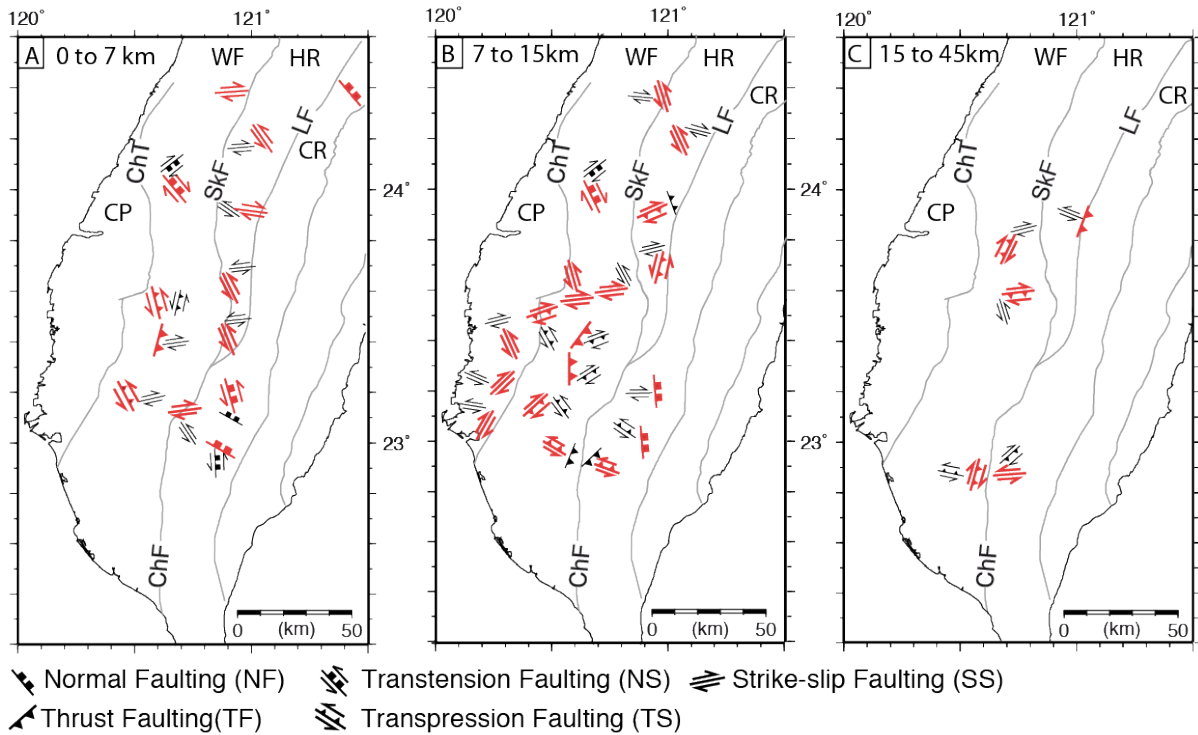 120° 121° 120° 121° 120° 121°
A 0 to 7 km WF HR
B 7 to 15km WF HR CR
C 15 to 45km WF HR CR
ChT SkF LF CR CP
ChT SkF LF CP
ChT SkF LF CP
24° 24°
23° 23°
ChF ChF ChF
0 (km) 50 0 (km) 50 0 (km) 50
Normal Faulting (NF) Transtension Faulting (NS) Strike-slip Faulting (SS)
Thrust Faulting(TF) Transpression Faulting (TS)